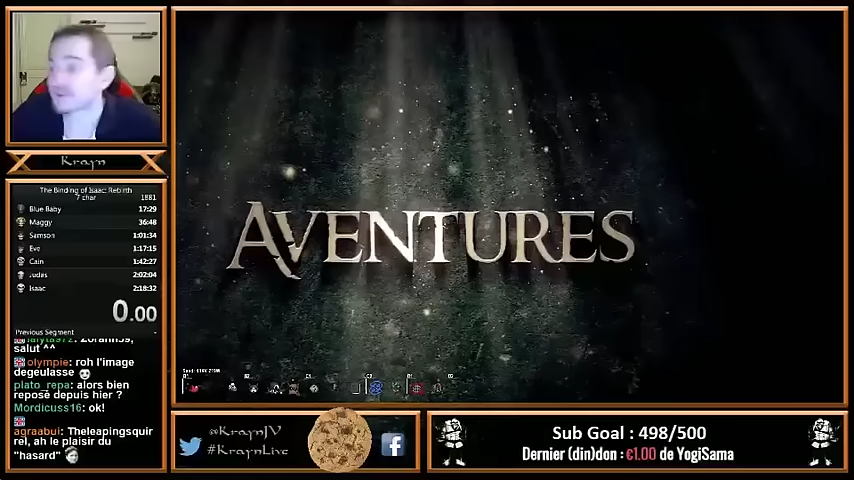 Krayn
The Binding of Isaac: Rebirth
7 char 1881
Blue Baby 17:29
Maggy 36:48
Samson 1:01:34
Eve 1:17:15
Cain 1:42:27
Judas 2:02:04
Isaac 2:18:32
0.00
Previous Segment -
salut ^^
olympie: roh l'image
degeulasse
plato_repa: alors bien
reposé depuis hier ?
Mordicuss16: ok!
agraabui: Theleapingsquir
rel, ah le plaisir du
"hasard"
AVENTURES
@KraynJV
#KraynLive
Sub Goal : 498/500
Dernier (din)don : €1.00 de YogiSama